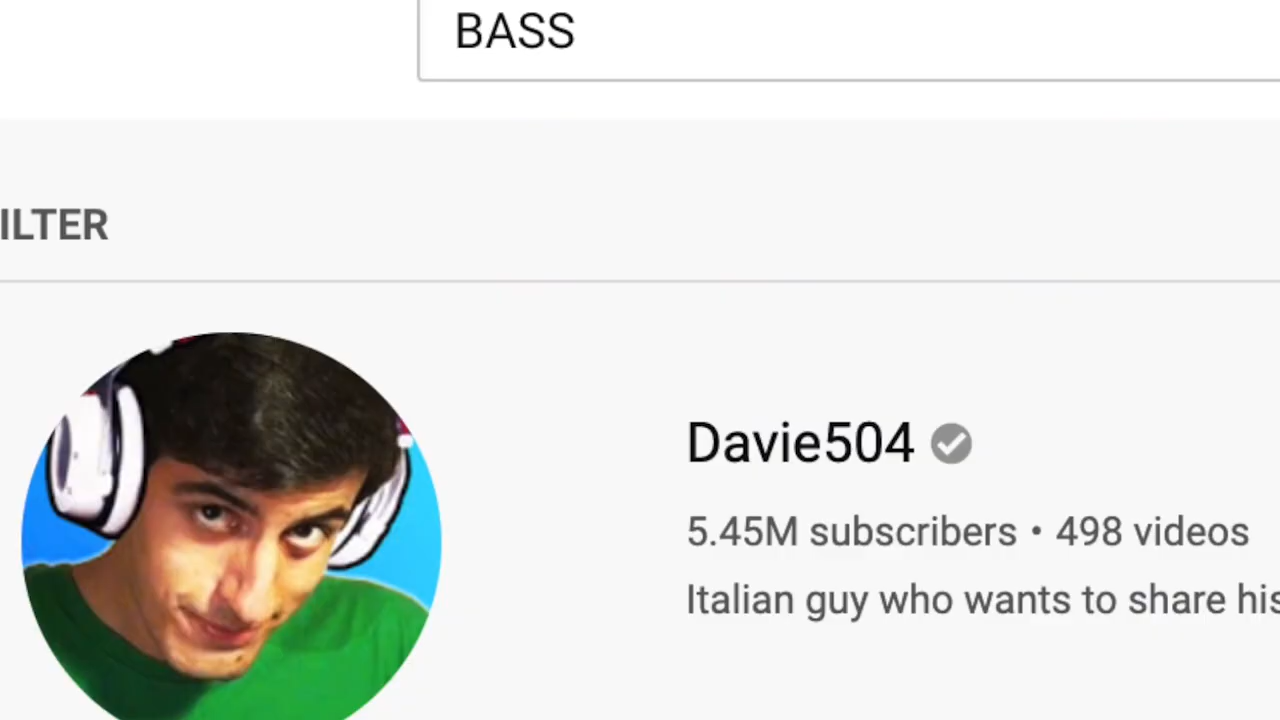 BASS
ILTER
Davie504
5.45M subscribers • 498 videos
Italian guy who wants to share his